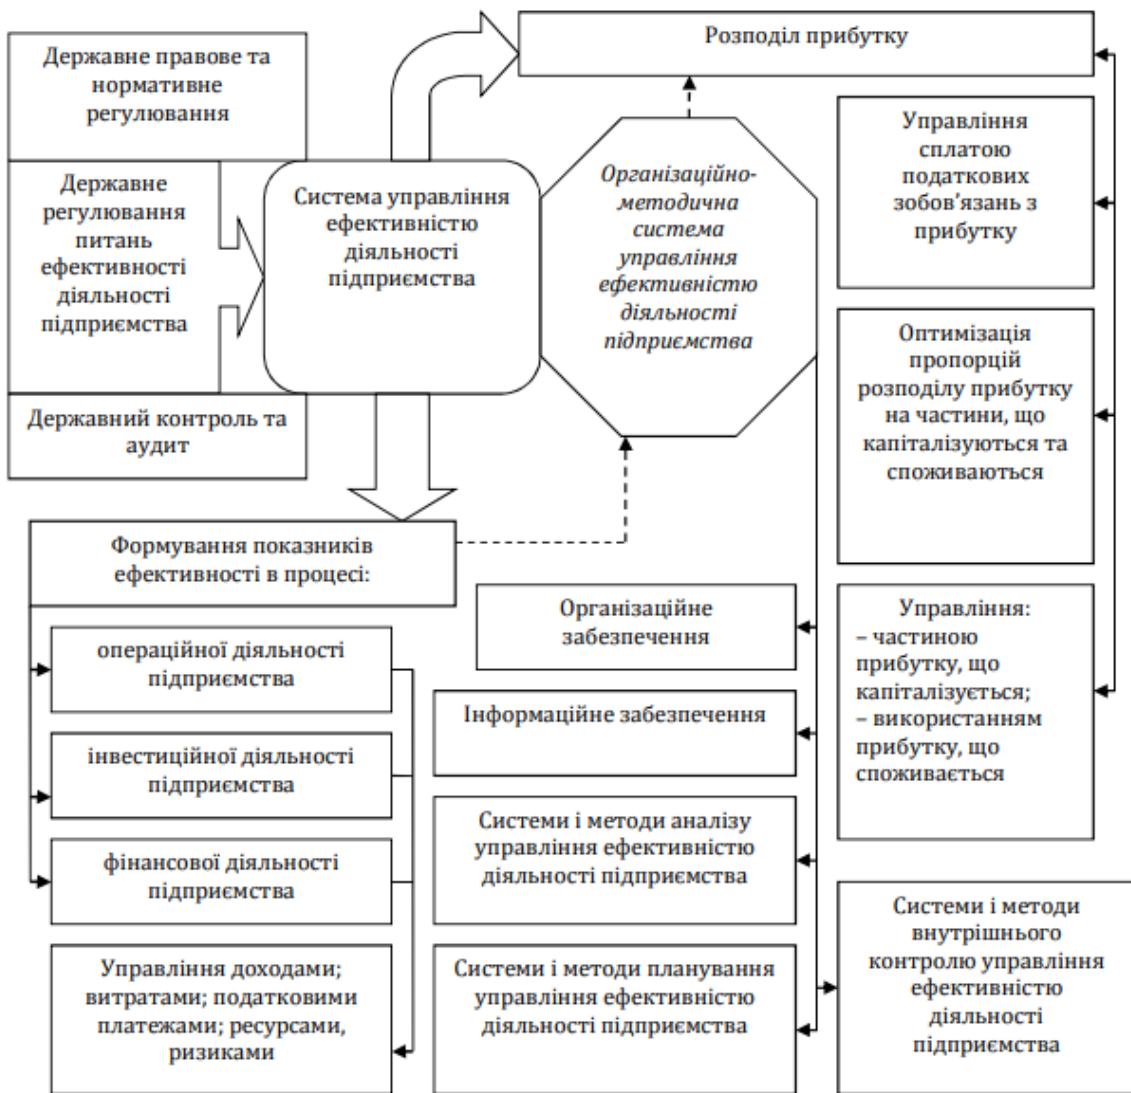 Державне правове та
нормативне
регулювання
Державне
регулювання
питань
ефективності
діяльності
підприємства
Державний контроль та
аудит
Система управління
ефективністю
діяльності
підприємства
Розподіл прибутку
Організаційно-
методична
система
управління
ефективністю
діяльності
підприємства
Управління
сплатою
податкових
зобов’язань з
прибутку
Оптимізація
пропорцій
розподілу прибутку
на частини, що
капіталізуються та
споживаються
Управління:
– частиною
прибутку, що
капіталізується;
– використанням
прибутку, що
споживається
Формування показників
ефективності в процесі:
операційної діяльності
підприємства
інвестиційної діяльності
підприємства
фінансової діяльності
підприємства
Управління доходами;
витратами; податковими
платежами; ресурсами,
ризиками
Організаційне
забезпечення
Інформаційне забезпечення
Системи і методи аналізу
управління ефективністю
діяльності підприємства
Системи і методи планування
управління ефективністю
діяльності підприємства
Системи і методи
внутрішнього
контролю управління
ефективністю
діяльності
підприємства